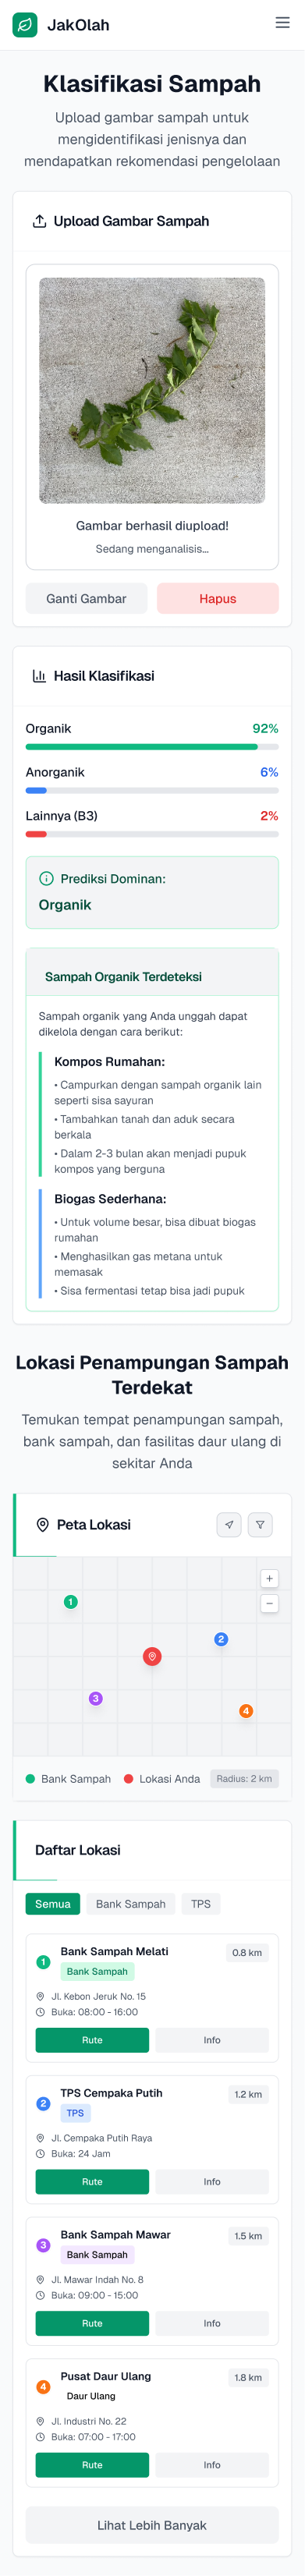 JakOlah
Klasifikasi Sampah
Upload gambar sampah untuk
mengidentifikasi jenisnya dan
mendapatkan rekomendasi pengelolaan
Upload Gambar Sampah
Gambar berhasil diupload!
Sedang menganalisis...
Ganti Gambar
Hapus
Hasil Klasifikasi
Organik 92%
Anorganik 6%
Lainnya (B3) 2%
Prediksi Dominan:
Organik
Sampah Organik Terdeteksi
Sampah organik yang Anda unggah dapat
dikelola dengan cara berikut:
Kompos Rumahan:
• Campurkan dengan sampah organik lain
seperti sisa sayuran
• Tambahkan tanah dan aduk secara
berkala
• Dalam 2-3 bulan akan menjadi pupuk
kompos yang berguna
Biogas Sederhana:
• Untuk volume besar, bisa dibuat biogas
rumahan
• Menghasilkan gas metana untuk
memasak
• Sisa fermentasi tetap bisa jadi pupuk
Lokasi Penampungan Sampah
Terdekat
Temukan tempat penampungan sampah,
bank sampah, dan fasilitas daur ulang di
sekitar Anda
Peta Lokasi
+
−
1
2
3
4
Bank Sampah Lokasi Anda Radius: 2 km
Daftar Lokasi
Semua Bank Sampah TPS
1 Bank Sampah Melati 0.8 km
Bank Sampah
Jl. Kebon Jeruk No. 15
Buka: 08:00 - 16:00
Rute Info
2 TPS Cempaka Putih 1.2 km
TPS
Jl. Cempaka Putih Raya
Buka: 24 Jam
Rute Info
3 Bank Sampah Mawar 1.5 km
Bank Sampah
Jl. Mawar Indah No. 8
Buka: 09:00 - 15:00
Rute Info
4 Pusat Daur Ulang 1.8 km
Daur Ulang
Jl. Industri No. 22
Buka: 07:00 - 17:00
Rute Info
Lihat Lebih Banyak